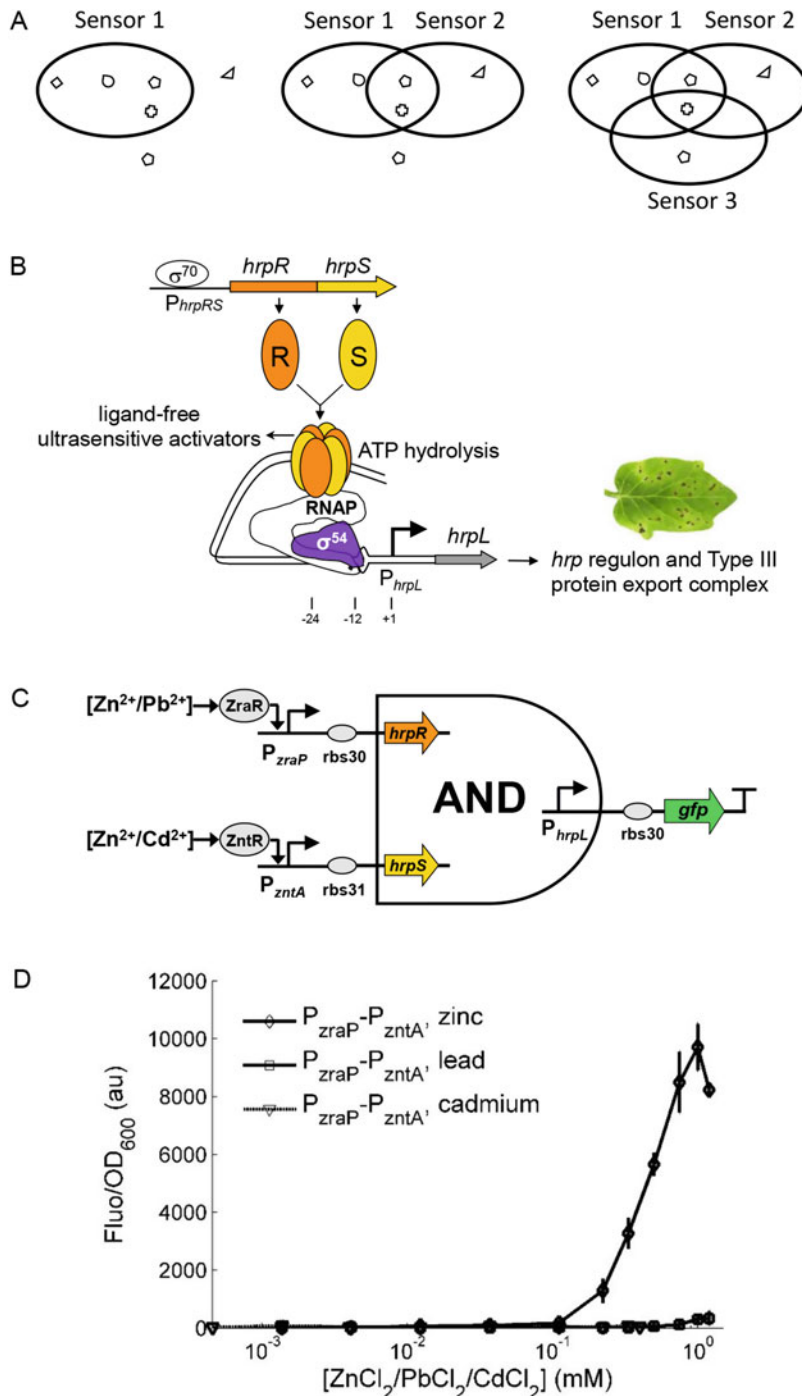 A
Sensor 1
Sensor 1 Sensor 2
Sensor 1 Sensor 2
Sensor 3
B
σ70
hrpR hrpS
PhrpRS
R S
ligand-free
ultrasensitive activators
ATP hydrolysis
RNAP
σ54
hrpL
PhrpL
-24 -12 +1
hrp regulon and Type III
protein export complex
C
[Zn2+/Pb2+] ZraR
PzraP rbs30 hrpR
AND
PhrpL rbs30 gfp
[Zn2+/Cd2+] ZntR
PzntA rbs31 hrpS
D
12000
10000
8000
6000
4000
2000
0
Fluo/OD600 (au)
PzraP-PzntA, zinc
PzraP-PzntA, lead
PzraP-PzntA, cadmium
10-3 10-2 10-1 100
[ZnCl2/PbCl2/CdCl2] (mM)